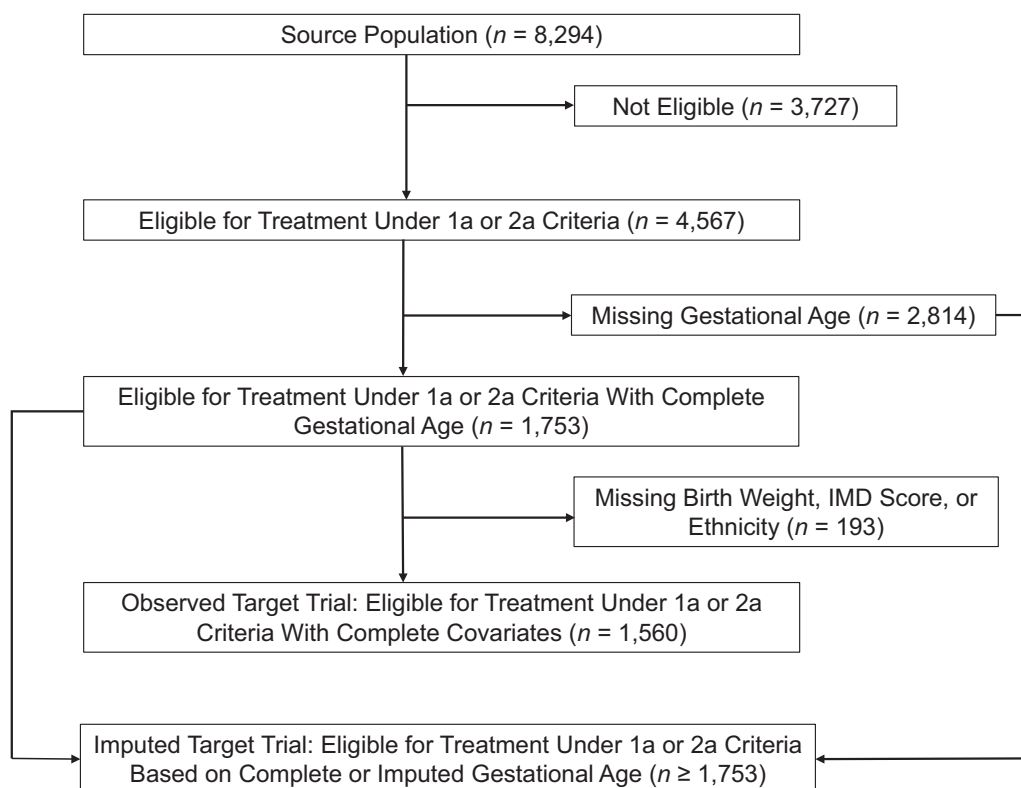 Source Population (n = 8,294)
Not Eligible (n = 3,727)
Eligible for Treatment Under 1a or 2a Criteria (n = 4,567)
Missing Gestational Age (n = 2,814)
Eligible for Treatment Under 1a or 2a Criteria With Complete
Gestational Age (n = 1,753)
Missing Birth Weight, IMD Score, or
Ethnicity (n = 193)
Observed Target Trial: Eligible for Treatment Under 1a or 2a
Criteria With Complete Covariates (n = 1,560)
Imputed Target Trial: Eligible for Treatment Under 1a or 2a Criteria
Based on Complete or Imputed Gestational Age (n ≥ 1,753)